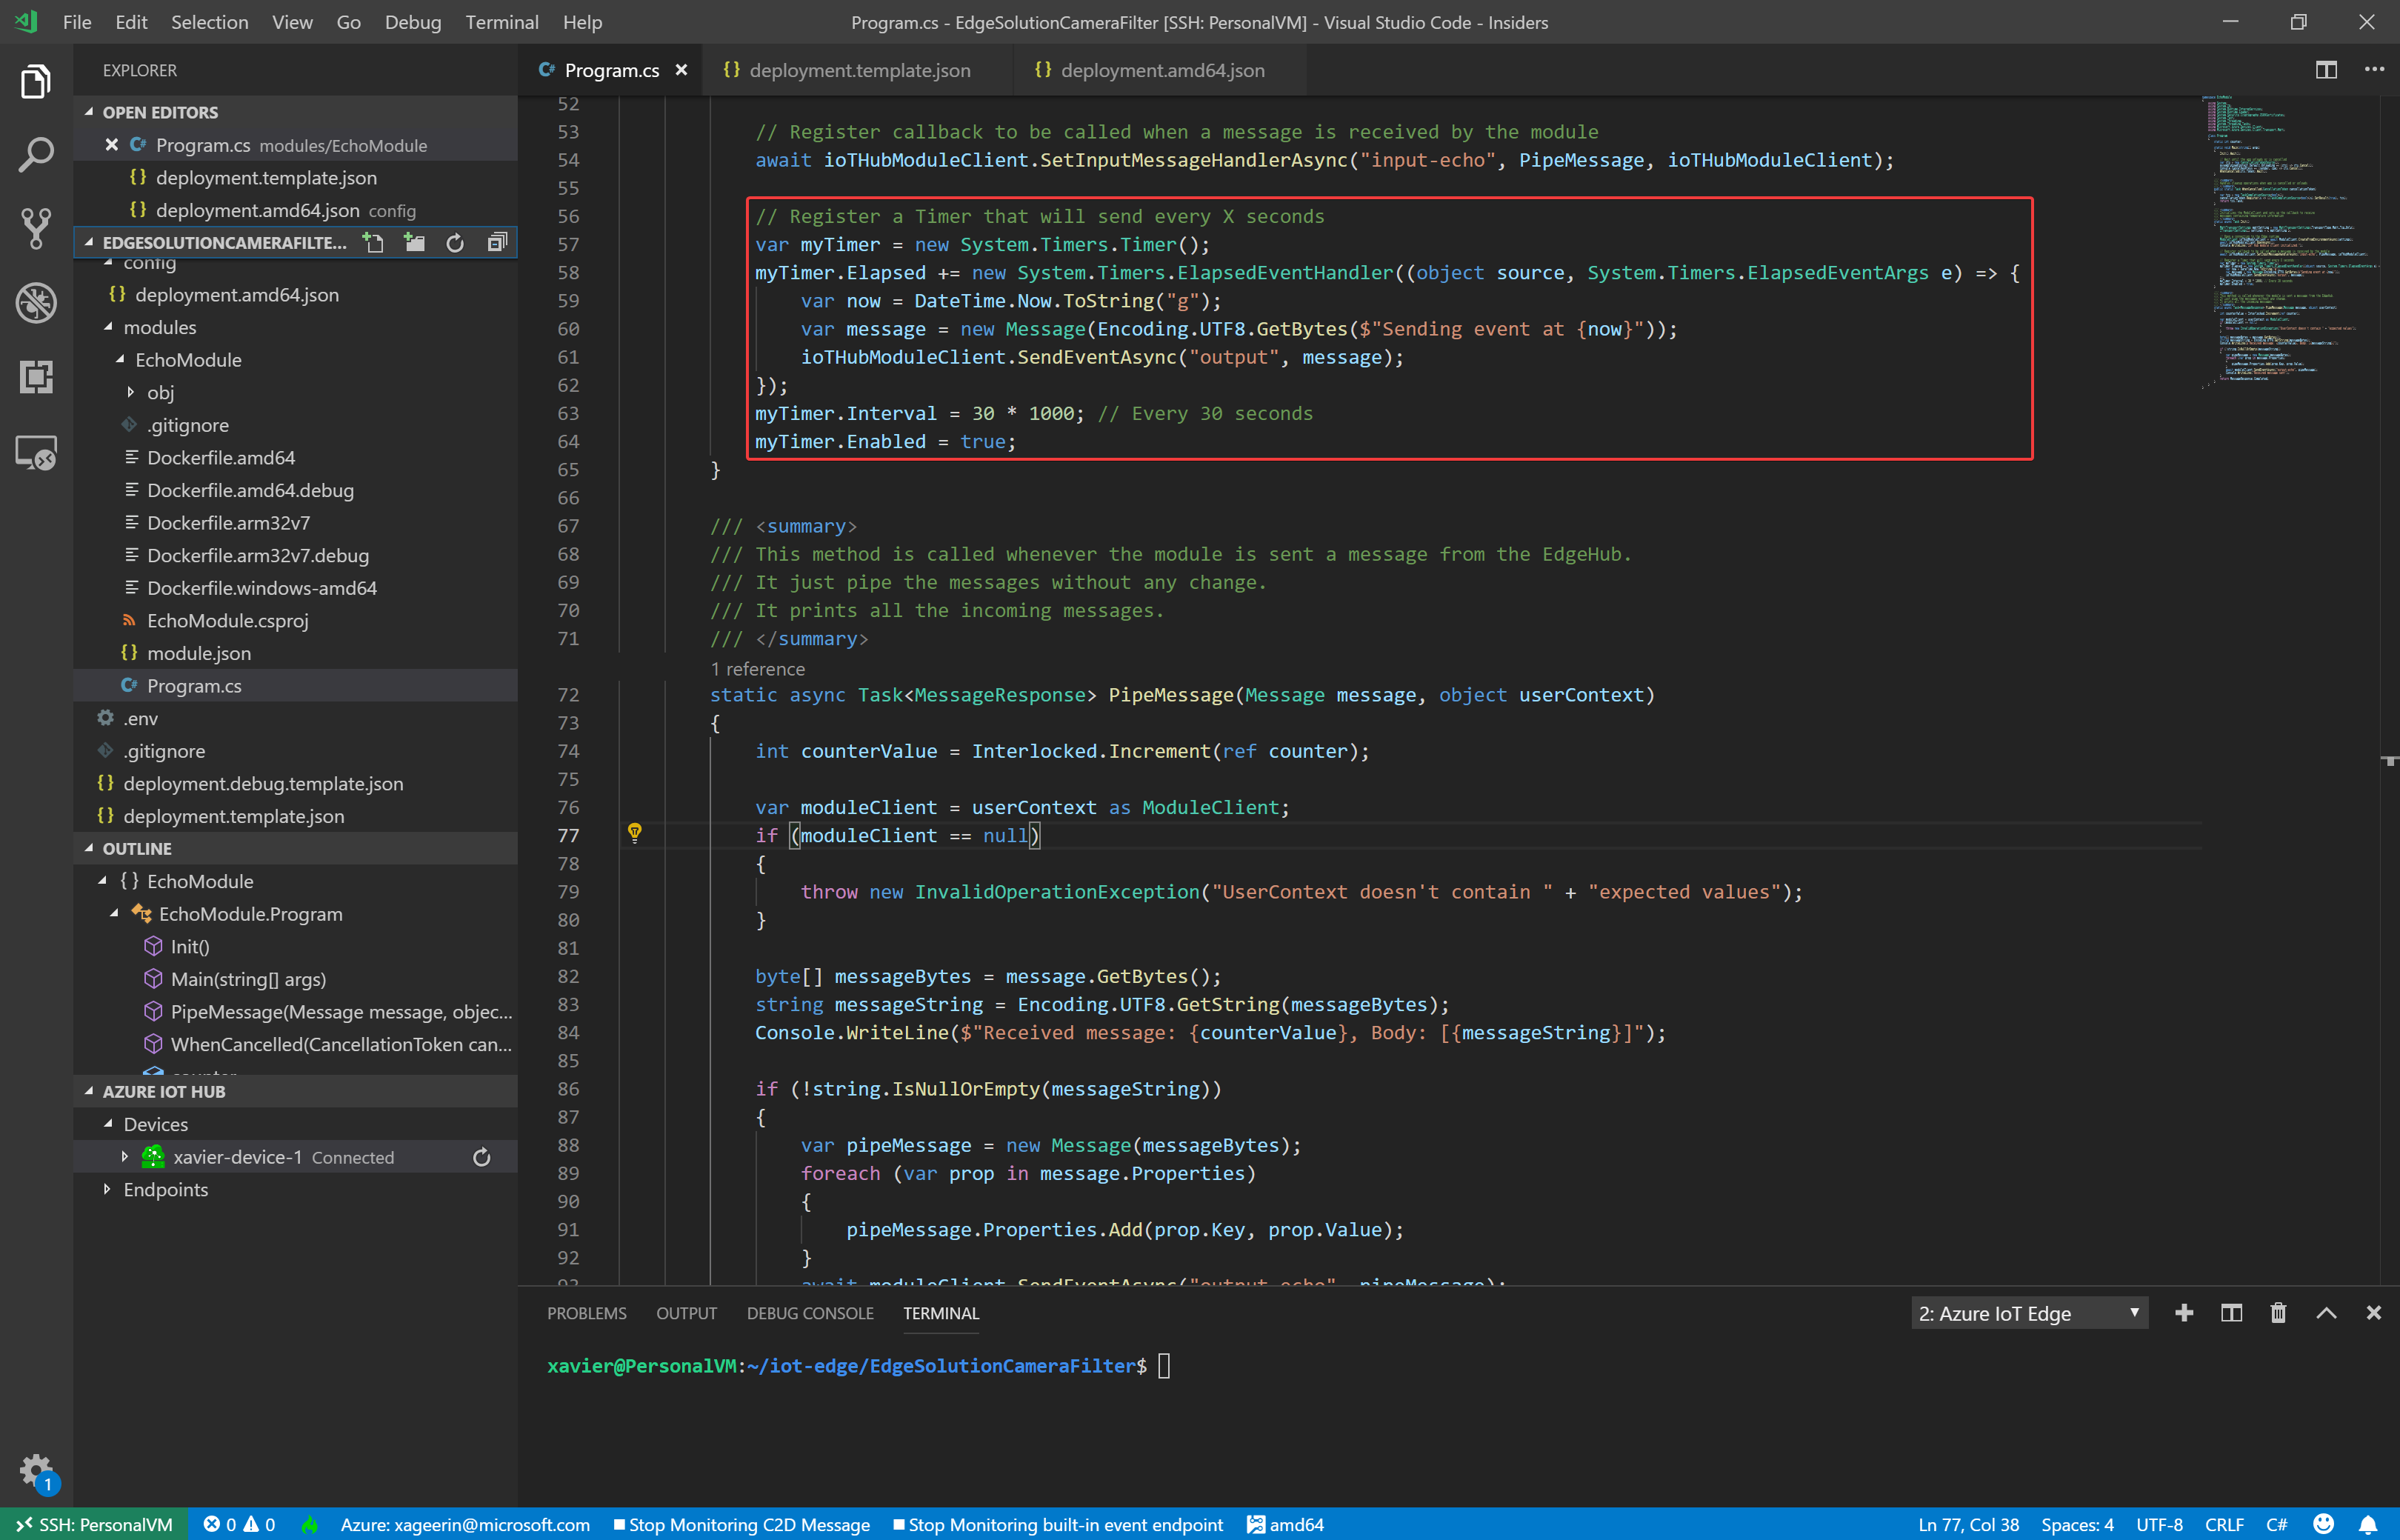 File Edit Selection View Go Debug Terminal Help
Program.cs - EdgeSolutionCameraFilter [SSH: PersonalVM] - Visual Studio Code - Insiders
EXPLORER
OPEN EDITORS
Program.cs modules/EchoModule
{} deployment.template.json
{} deployment.amd64.json config
EDGESOLUTIONCAMERAFILTE...
config
{} deployment.amd64.json
modules
EchoModule
obj
.gitignore
Dockerfile.amd64
Dockerfile.amd64.debug
Dockerfile.arm32v7
Dockerfile.arm32v7.debug
Dockerfile.windows-amd64
EchoModule.csproj
{} module.json
C# Program.cs
.env
.gitignore
{} deployment.debug.template.json
{} deployment.template.json
OUTLINE
{} EchoModule
EchoModule.Program
Init()
Main(string[] args)
PipeMessage(Message message, objec...
WhenCancelled(CancellationToken can...
AZURE IOT HUB
Devices
xavier-device-1 Connected
Endpoints
1
C# Program.cs × {} deployment.template.json {} deployment.amd64.json
52
53 // Register callback to be called when a message is received by the module
54 await ioTHubModuleClient.SetInputMessageHandlerAsync("input-echo", PipeMessage, ioTHubModuleClient);
55
56 // Register a Timer that will send every X seconds
57 var myTimer = new System.Timers.Timer();
58 myTimer.Elapsed += new System.Timers.ElapsedEventHandler((object source, System.Timers.ElapsedEventArgs e) => {
59 var now = DateTime.Now.ToString("g");
60 var message = new Message(Encoding.UTF8.GetBytes($"Sending event at {now}"));
61 ioTHubModuleClient.SendEventAsync("output", message);
62 });
63 myTimer.Interval = 30 * 1000; // Every 30 seconds
64 myTimer.Enabled = true;
65 }
66
67 /// <summary>
68 /// This method is called whenever the module is sent a message from the EdgeHub.
69 /// It just pipe the messages without any change.
70 /// It prints all the incoming messages.
71 /// </summary>
1 reference
72 static async Task<MessageResponse> PipeMessage(Message message, object userContext)
73 {
74 int counterValue = Interlocked.Increment(ref counter);
75
76 var moduleClient = userContext as ModuleClient;
77 if (moduleClient == null)
78 {
79 throw new InvalidOperationException("UserContext doesn't contain " + "expected values");
80 }
81
82 byte[] messageBytes = message.GetBytes();
83 string messageString = Encoding.UTF8.GetString(messageBytes);
84 Console.WriteLine($"Received message: {counterValue}, Body: [{messageString}]");
85
86 if (!string.IsNullOrEmpty(messageString))
87 {
88 var pipeMessage = new Message(messageBytes);
89 foreach (var prop in message.Properties)
90 {
91 pipeMessage.Properties.Add(prop.Key, prop.Value);
92 }
93 await moduleClient.SendEventAsync("output-echo", pipeMessage);
PROBLEMS OUTPUT DEBUG CONSOLE TERMINAL
2: Azure IoT Edge
xavier@PersonalVM:~/iot-edge/EdgeSolutionCameraFilter$
SSH: PersonalVM 0 0 Azure: xageerin@microsoft.com Stop Monitoring C2D Message Stop Monitoring built-in event endpoint amd64 Ln 77, Col 38 Spaces: 4 UTF-8 CRLF C#